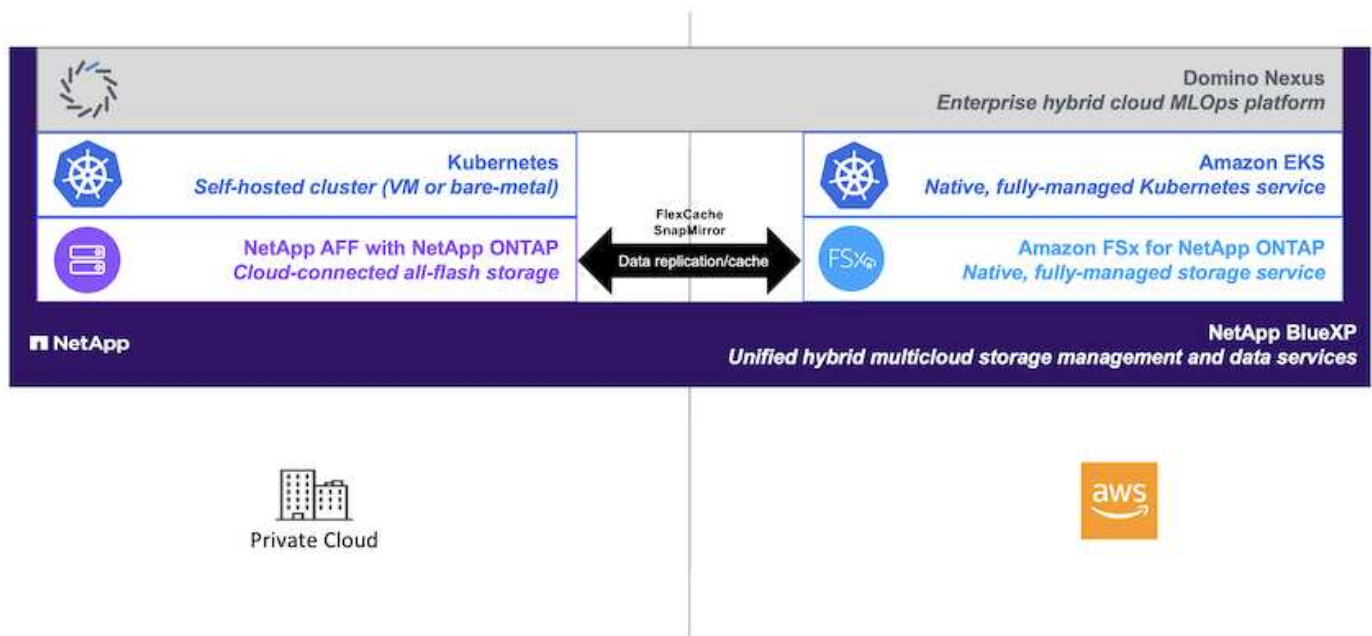 Domino Nexus
Enterprise hybrid cloud MLOps platform
Kubernetes
Self-hosted cluster (VM or bare-metal)
Amazon EKS
Native, fully-managed Kubernetes service
FlexCache
SnapMirror
Data replication/cache
NetApp AFF with NetApp ONTAP
Cloud-connected all-flash storage
FSx
Amazon FSx for NetApp ONTAP
Native, fully-managed storage service
NetApp
NetApp BlueXP
Unified hybrid multicloud storage management and data services
Private Cloud
aws